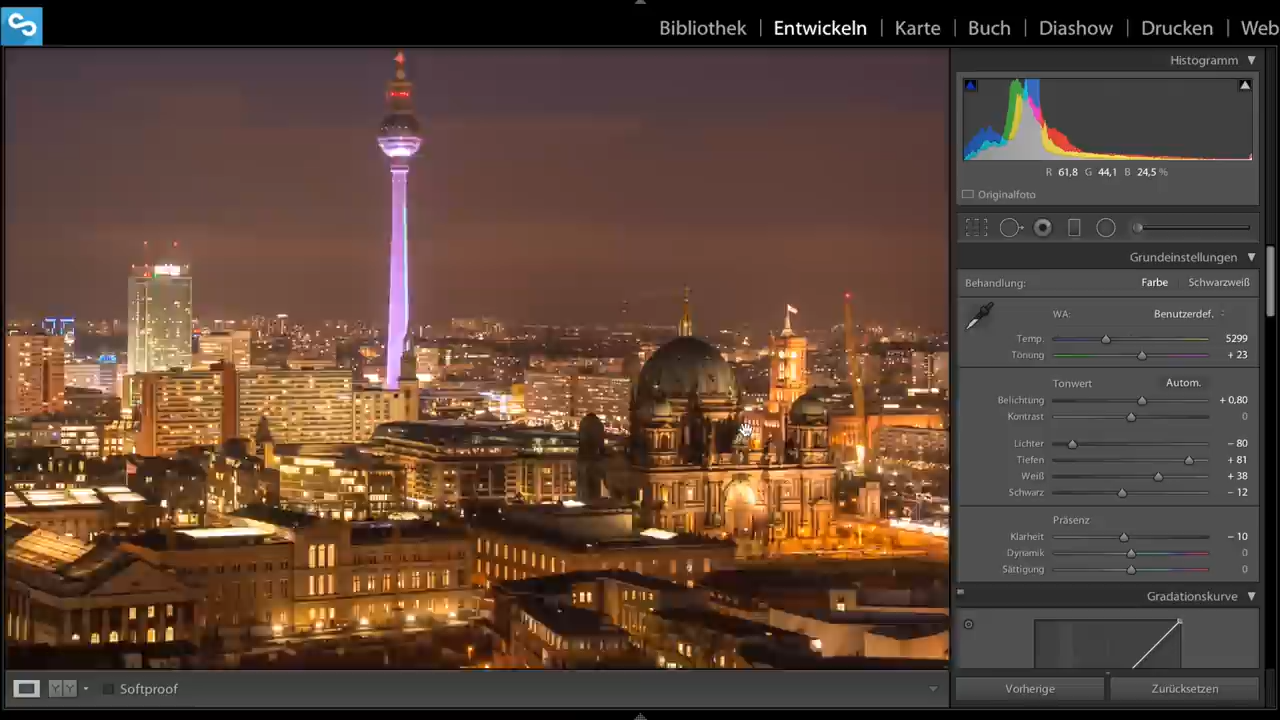 Bibliothek | Entwickeln | Karte | Buch | Diashow | Drucken | Web
Histogramm
R 61,8 G 44,1 B 24,5 %
Originalfoto
Grundeinstellungen
Behandlung: Farbe Schwarzweiß
WA: Benutzerdef.
Temp. 5299
Tönung + 23
Tonwert Autom.
Belichtung + 0,80
Kontrast 0
Lichter – 80
Tiefen + 81
Weiß + 38
Schwarz – 12
Präsenz
Klarheit – 10
Dynamik 0
Sättigung 0
Gradationskurve
YY Softproof
Vorherige Zurücksetzen